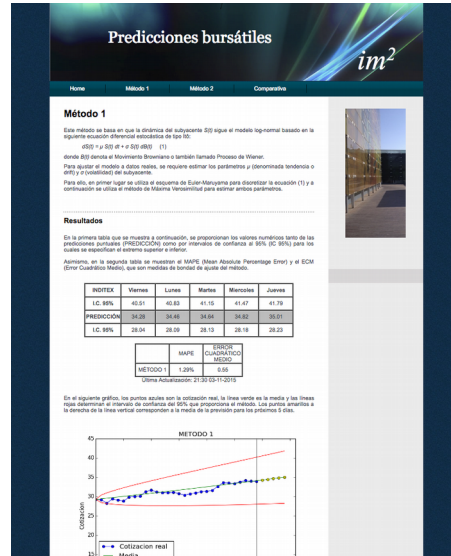 Predicciones bursátiles
im²
Home Método 1 Método 2 Comparativa
Método 1
Este método se basa en que la dinámica del subyacente S(t) sigue el modelo log-normal basado en la
siguiente ecuación diferencial estocástica de tipo Itô:
dS(t) = μ S(t) dt + σ S(t) dB(t) (1)
donde B(t) denota el Movimiento Browniano o también llamado Proceso de Wiener.
Para ajustar el modelo a datos reales, se requiere estimar los parámetros μ (denominada tendencia o
drift) y σ (volatilidad) del subyacente.
Para ello, en primer lugar se utiliza el esquema de Euler-Maruyama para discretizar la ecuación (1) y a
continuación se utiliza el método de Máxima Verosimilitud para estimar ambos parámetros.
Resultados
En la primera tabla que se muestra a continuación, se proporcionan los valores numéricos tanto de las
predicciones puntuales (PREDICCIÓN) como por intervalos de confianza al 95% (IC 95%) para los
cuales se especifican el extremo superior e inferior.
Asimismo, en la segunda tabla se muestran el MAPE (Mean Absolute Percentage Error) y el ECM
(Error Cuadrático Medio), que son medidas de bondad de ajuste del método.
INDITEX Viernes Lunes Martes Miercoles Jueves
I.C. 95% 40.51 40.83 41.15 41.47 41.79
PREDICCIÓN 34.28 34.46 34.64 34.82 35.01
I.C. 95% 28.04 28.09 28.13 28.18 28.23
MAPE ERROR CUADRÁTICO MEDIO
MÉTODO 1 1.29% 0.55
Última Actualización: 21:30 03-11-2015
En el siguiente gráfico, los puntos azules son la cotización real, la línea verde es la media y las líneas
rojas determinan el intervalo de confianza del 95% que proporciona el método. Los puntos amarillos a
la derecha de la línea vertical corresponden a la media de la previsión para los próximos 5 días.
METODO 1
45
40
35
30
25
20
15
Cotizacion
Cotizacion real
Media